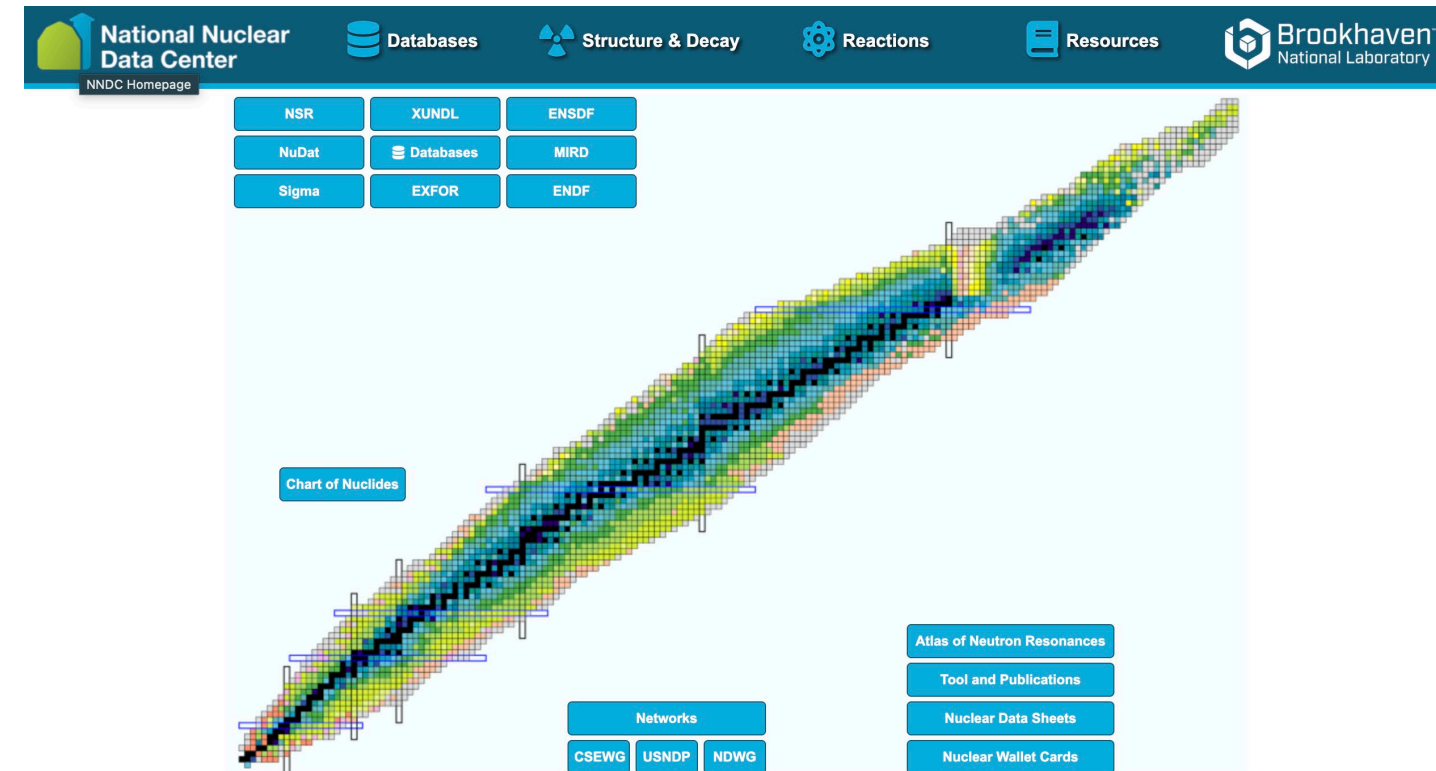 National Nuclear
Data Center
Databases
Structure & Decay
Reactions
Resources
Brookhaven
National Laboratory
NNDC Homepage
NSR
XUNDL
ENSDF
NuDat
Databases
MIRD
Sigma
EXFOR
ENDF
Chart of Nuclides
Atlas of Neutron Resonances
Tool and Publications
Networks
Nuclear Data Sheets
CSEWG
USNDP
NDWG
Nuclear Wallet Cards